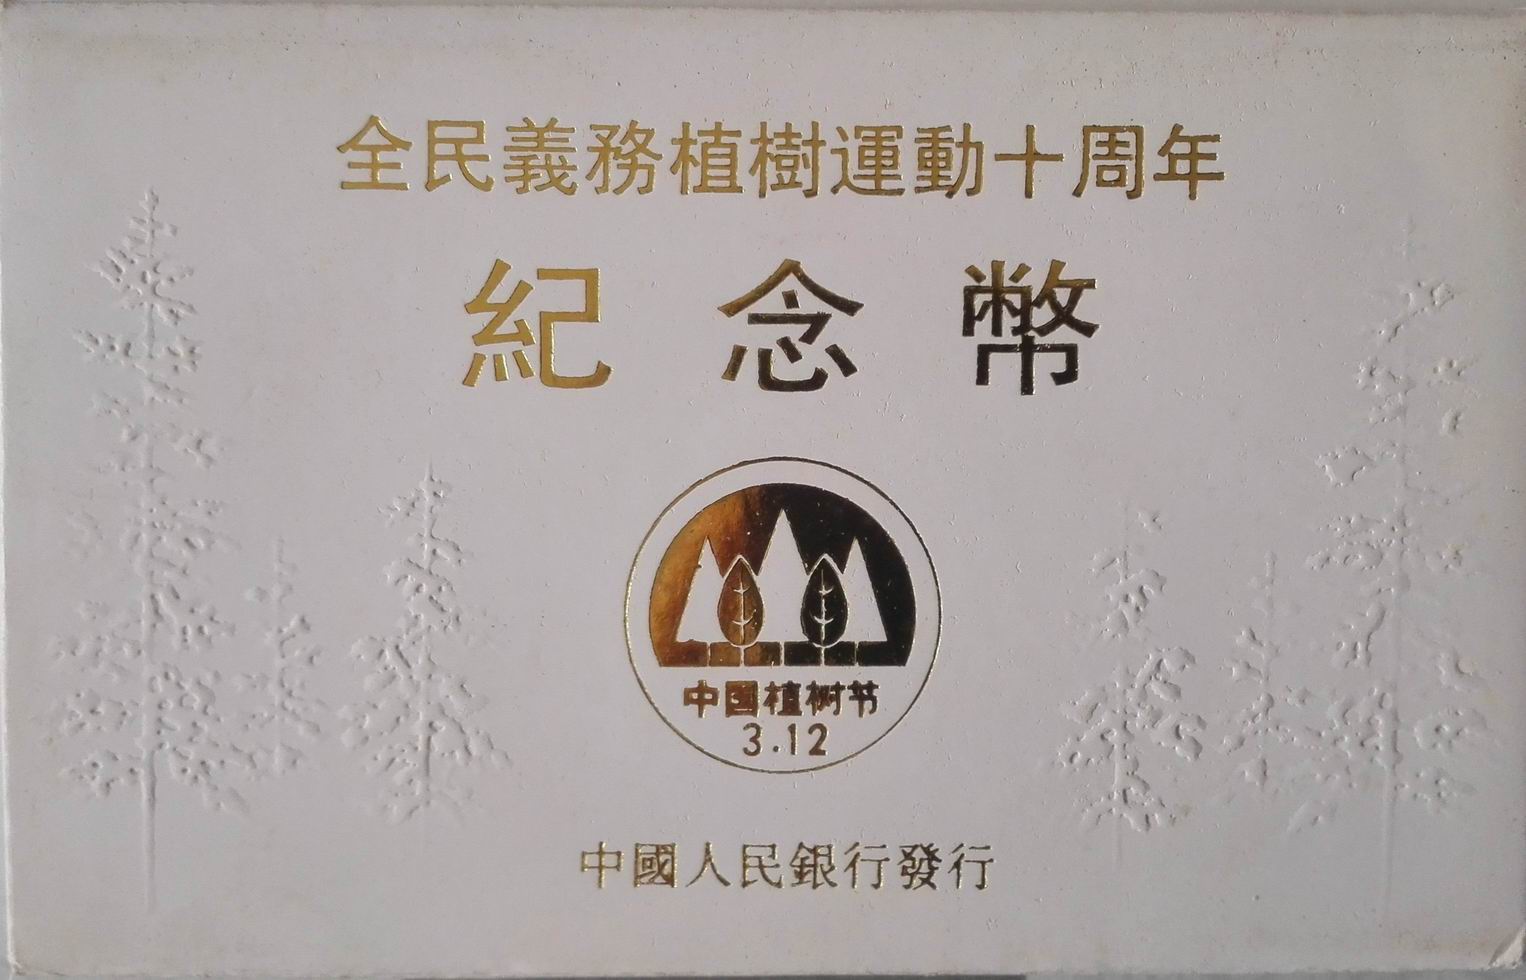 全民義務植樹運動十周年
紀念幣
中国植树节
3.12
中國人民銀行發行